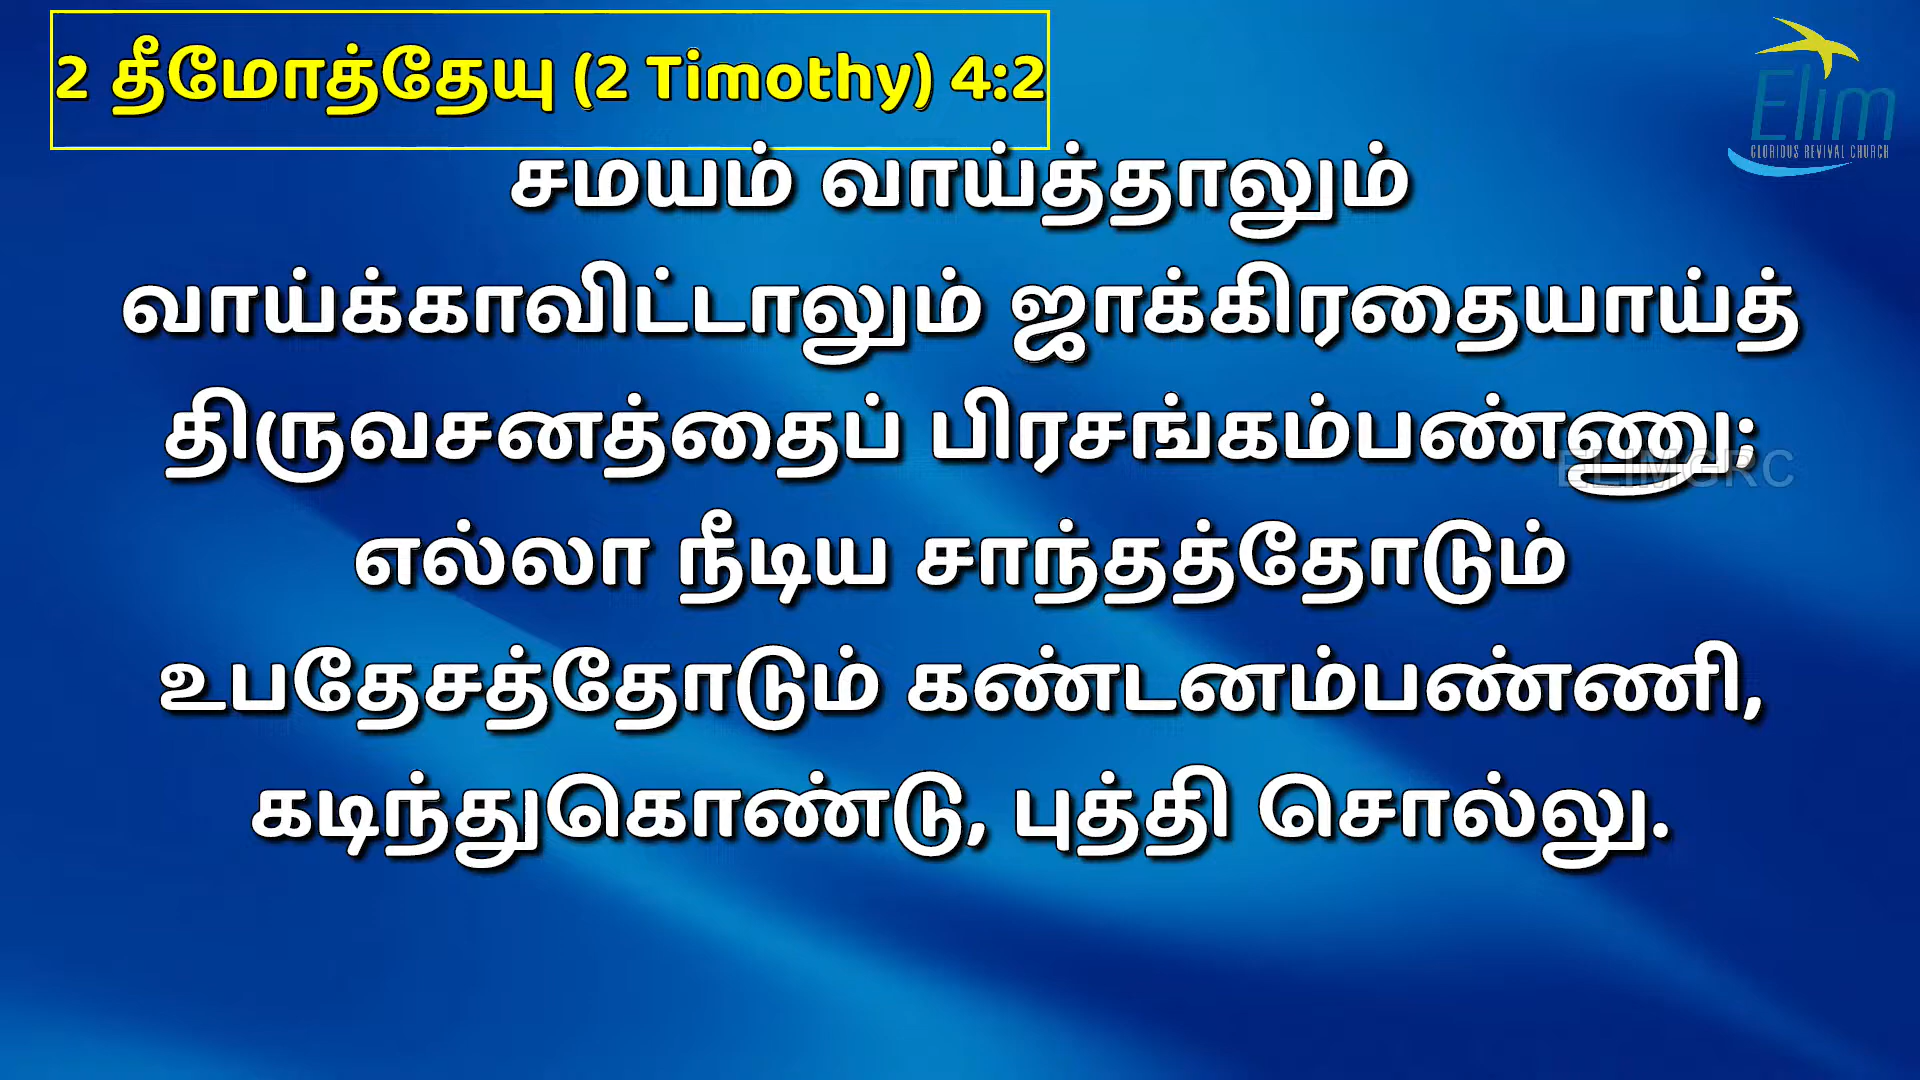 2 தீமோத்தேயு (2 Timothy) 4:2
Elim
GLORIOUS REVIVAL CHURCH
சமயம் வாய்த்தாலும்
வாய்க்காவிட்டாலும் ஜாக்கிரதையாய்த்
திருவசனத்தைப் பிரசங்கம்பண்ணு;
ELIMGRC
எல்லா நீடிய சாந்தத்தோடும்
உபதேசத்தோடும் கண்டனம்பண்ணி,
கடிந்துகொண்டு, புத்தி சொல்லு.